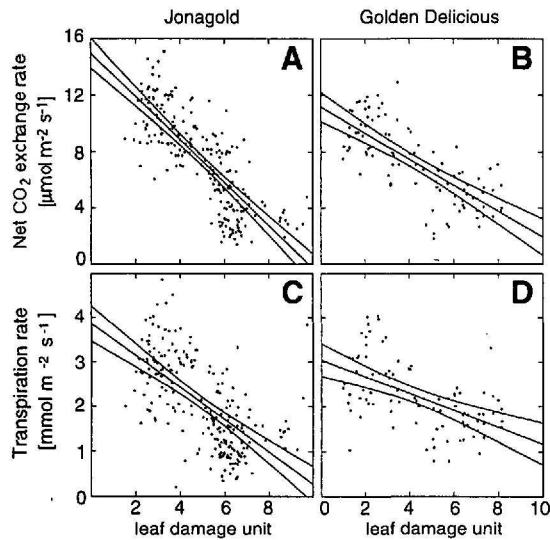 Jonagold Golden Delicious
A B
Net CO₂ exchange rate
[µmol m⁻² s⁻¹]
16
12
8
4
0
C D
Transpiration rate
[mmol m⁻² s⁻¹]
4
3
2
1
0
0 2 4 6 8 0 2 4 6 8 10
leaf damage unit leaf damage unit